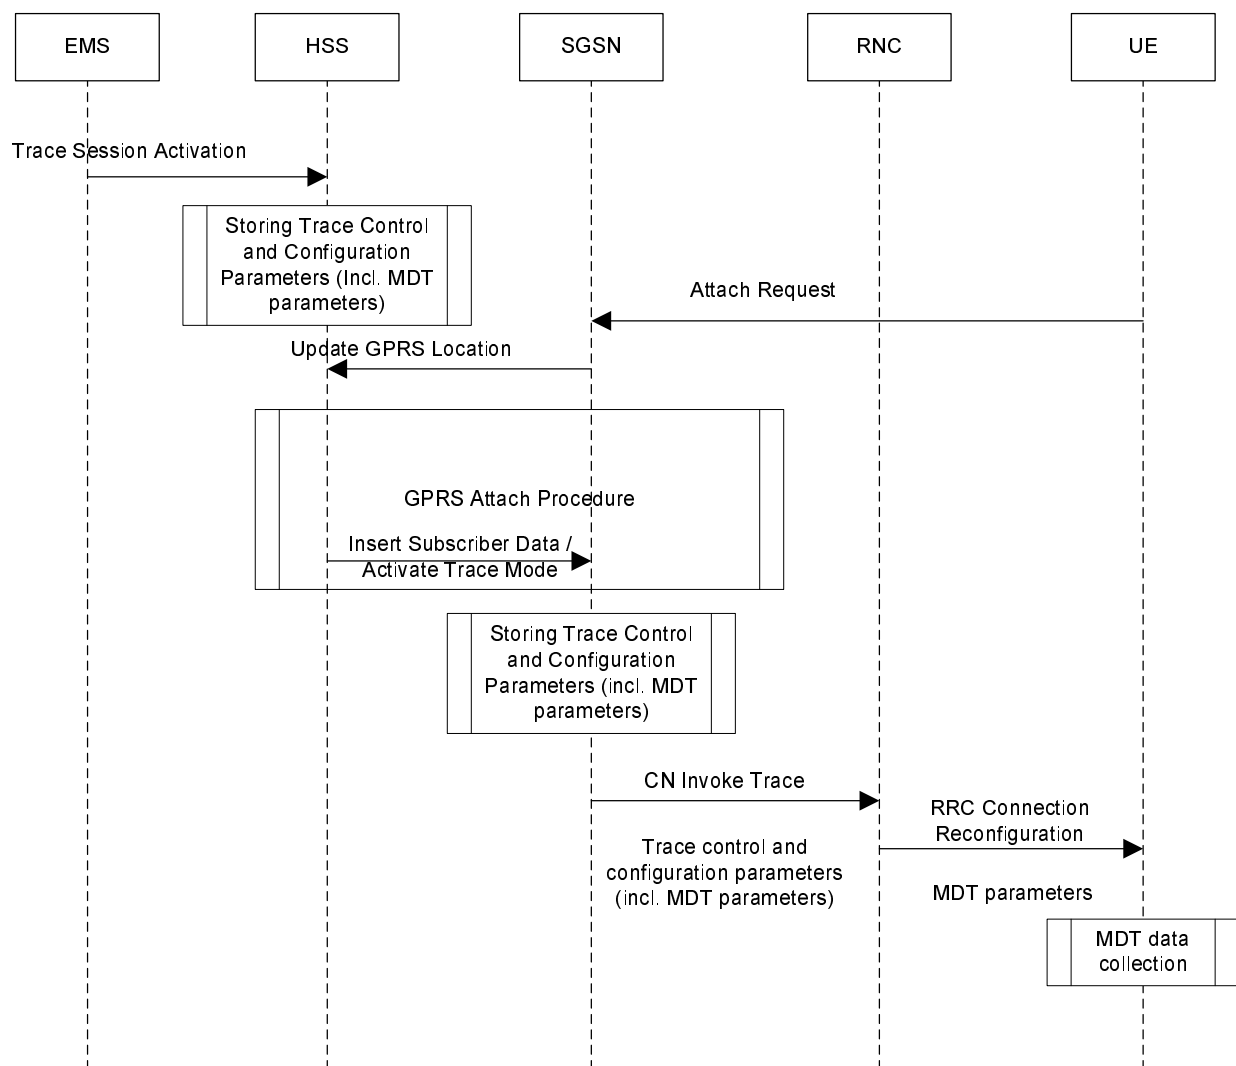 EMS
HSS
SGSN
RNC
UE
Trace Session Activation
Storing Trace Control
and Configuration
Parameters (Incl. MDT
parameters)
Attach Request
Update GPRS Location
GPRS Attach Procedure
Insert Subscriber Data /
Activate Trace Mode
Storing Trace Control
and Configuration
Parameters (incl. MDT
parameters)
CN Invoke Trace
RRC Connection
Reconfiguration
Trace control and
configuration parameters
(incl. MDT parameters)
MDT parameters
MDT data
collection